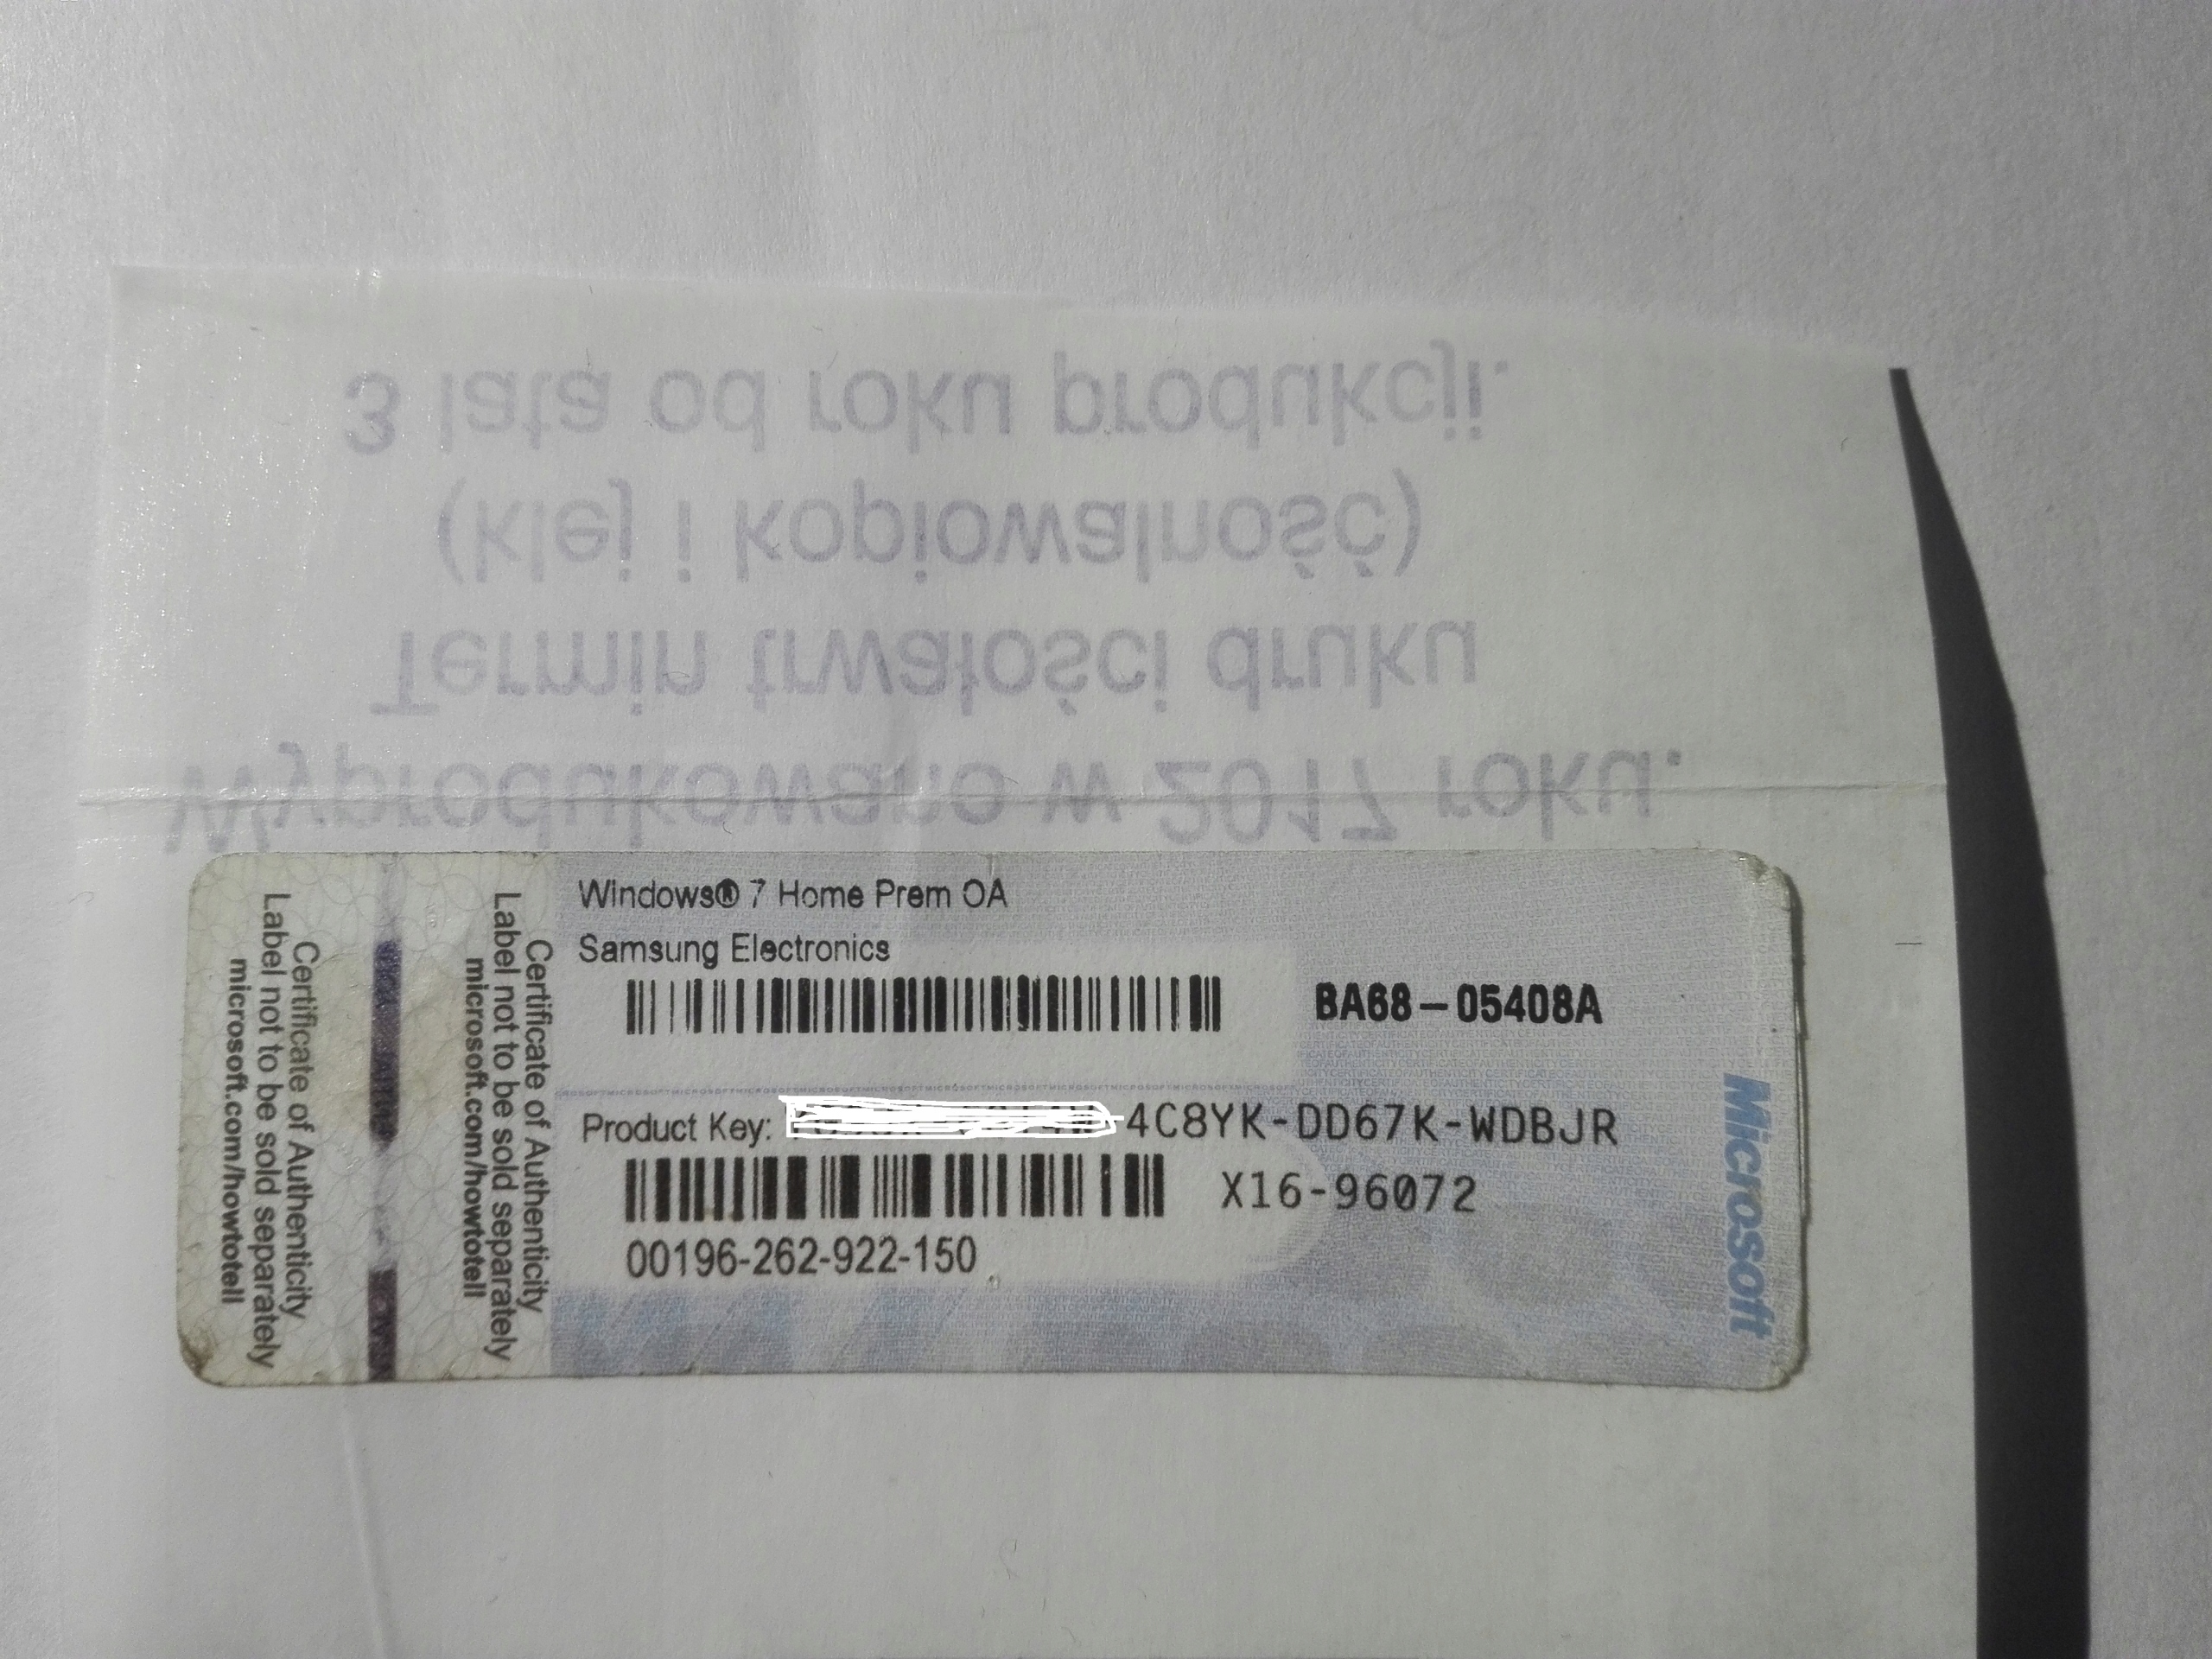 3 lata od roku produkcji.
(klej i kopiowalność)
Termin trwałości druku
Wyprodukowano w 2017 roku.
Certificate of Authenticity
Label not to be sold separately
microsoft.com/howtotell
Certificate of Authenticity
Label not to be sold separately
microsoft.com/howtotell
Windows® 7 Home Prem OA
Samsung Electronics
BA68-05408A
Product Key: -4C8YK-DD67K-WDBJR
X16-96072
00196-262-922-150
Microsoft